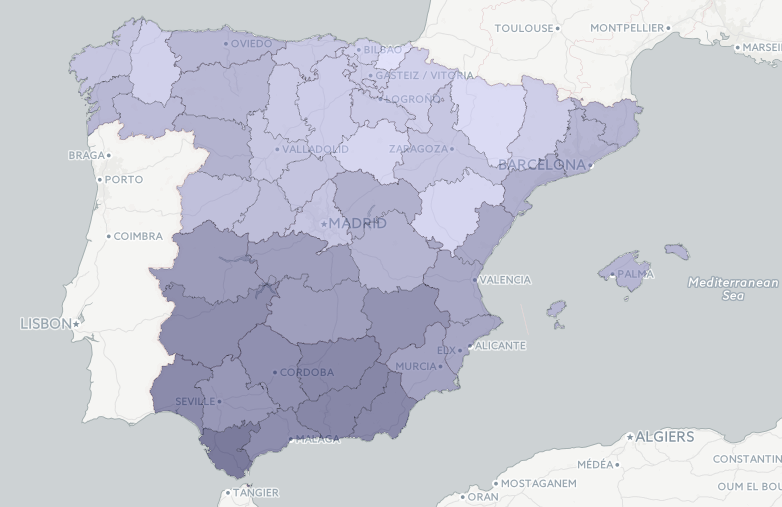 TOULOUSE
MONTPELLIER
MARSEI
OVIEDO
BILBAO
GASTEIZ / VITORIA
LOGROÑO
BRAGA
VALLADOLID
ZARAGOZA
BARCELONA
PORTO
COIMBRA
MADRID
PALMA
VALENCIA
Mediterranean
Sea
LISBON
ELX
ALICANTE
MURCIA
CORDOBA
SEVILLE
MALAGA
ALGIERS
MÉDÉA
CONSTANTIN
MOSTAGANEM
OUM EL BOU
TANGIER
ORAN